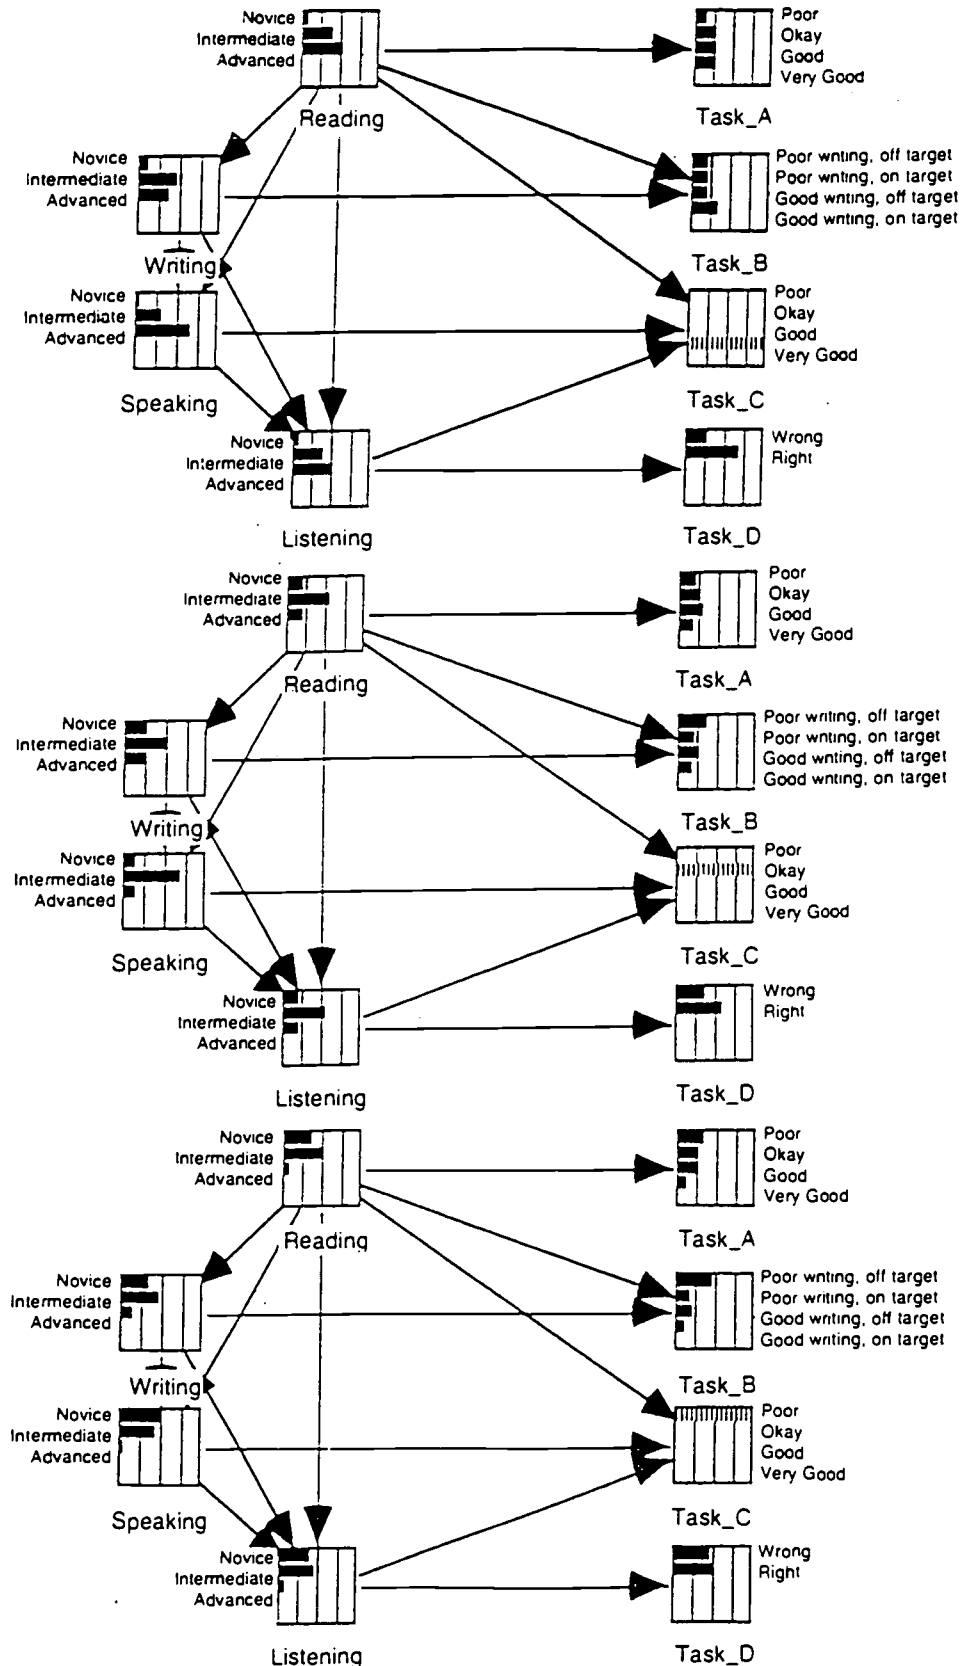 Novice
Intermediate
Advanced
Reading
Poor
Okay
Good
Very Good
Task_A
Novice
Intermediate
Advanced
Writing
Poor writing, off target
Poor writing, on target
Good writing, off target
Good writing, on target
Task_B
Novice
Intermediate
Advanced
Speaking
Poor
Okay
Good
Very Good
Task_C
Novice
Intermediate
Advanced
Listening
Wrong
Right
Task_D
Novice
Intermediate
Advanced
Reading
Poor
Okay
Good
Very Good
Task_A
Novice
Intermediate
Advanced
Writing
Poor writing, off target
Poor writing, on target
Good writing, off target
Good writing, on target
Task_B
Novice
Intermediate
Advanced
Speaking
Poor
Okay
Good
Very Good
Task_C
Novice
Intermediate
Advanced
Listening
Wrong
Right
Task_D
Novice
Intermediate
Advanced
Reading
Poor
Okay
Good
Very Good
Task_A
Novice
Intermediate
Advanced
Writing
Poor writing, off target
Poor writing, on target
Good writing, off target
Good writing, on target
Task_B
Novice
Intermediate
Advanced
Speaking
Poor
Okay
Good
Very Good
Task_C
Novice
Intermediate
Advanced
Listening
Wrong
Right
Task_D